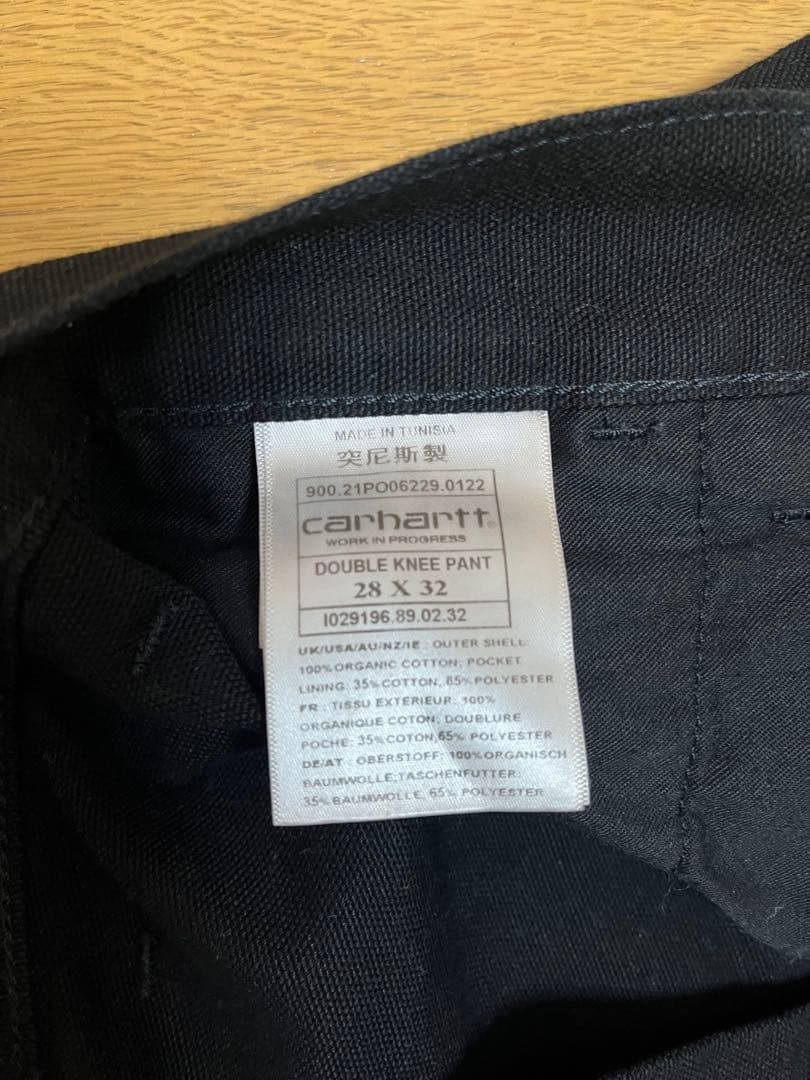 MADE IN TUNISIA
突尼斯製
900.21PO06229.0122
carhartt®
WORK IN PROGRESS
DOUBLE KNEE PANT
28 X 32
I029196.89.02.32
UK/USA/AU/NZ/IE : OUTER SHELL:
100%ORGANIC COTTON; POCKET
LINING: 35%COTTON, 65%POLYESTER
FR : TISSU EXTERIEUR: 100%
ORGANIQUE COTON; DOUBLURE
POCHE: 35%COTON,65% POLYESTER
DE/AT : OBERSTOFF: 100%ORGANISCH
BAUMWOLLE;TASCHENFUTTER:
35%BAUMWOLLE, 65% POLYESTER